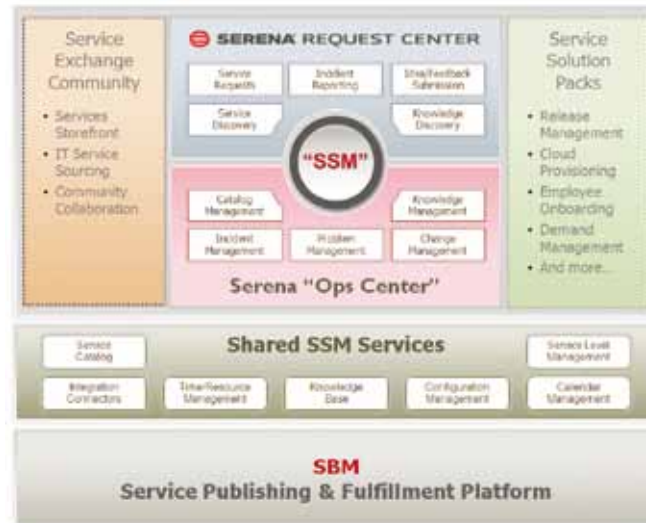 Service
Exchange
Community
• Services
Storefront
• IT Service
Sourcing
• Community
Collaboration
SERENA REQUEST CENTER
Service
Requests
Incident
Reporting
Idea/Feedback
Submission
Service
Discovery
Knowledge
Discovery
"SSM"
Catalog
Management
Knowledge
Management
Incident
Management
Problem
Management
Change
Management
Serena "Ops Center"
Service
Solution
Packs
• Release
Management
• Cloud
Provisioning
• Employee
Onboarding
• Demand
Management
• And more...
Shared SSM Services
Service
Catalog
Service Level
Management
Integration
Connectors
Time/Resource
Management
Knowledge
Base
Configuration
Management
Calendar
Management
SBM
Service Publishing & Fulfillment Platform